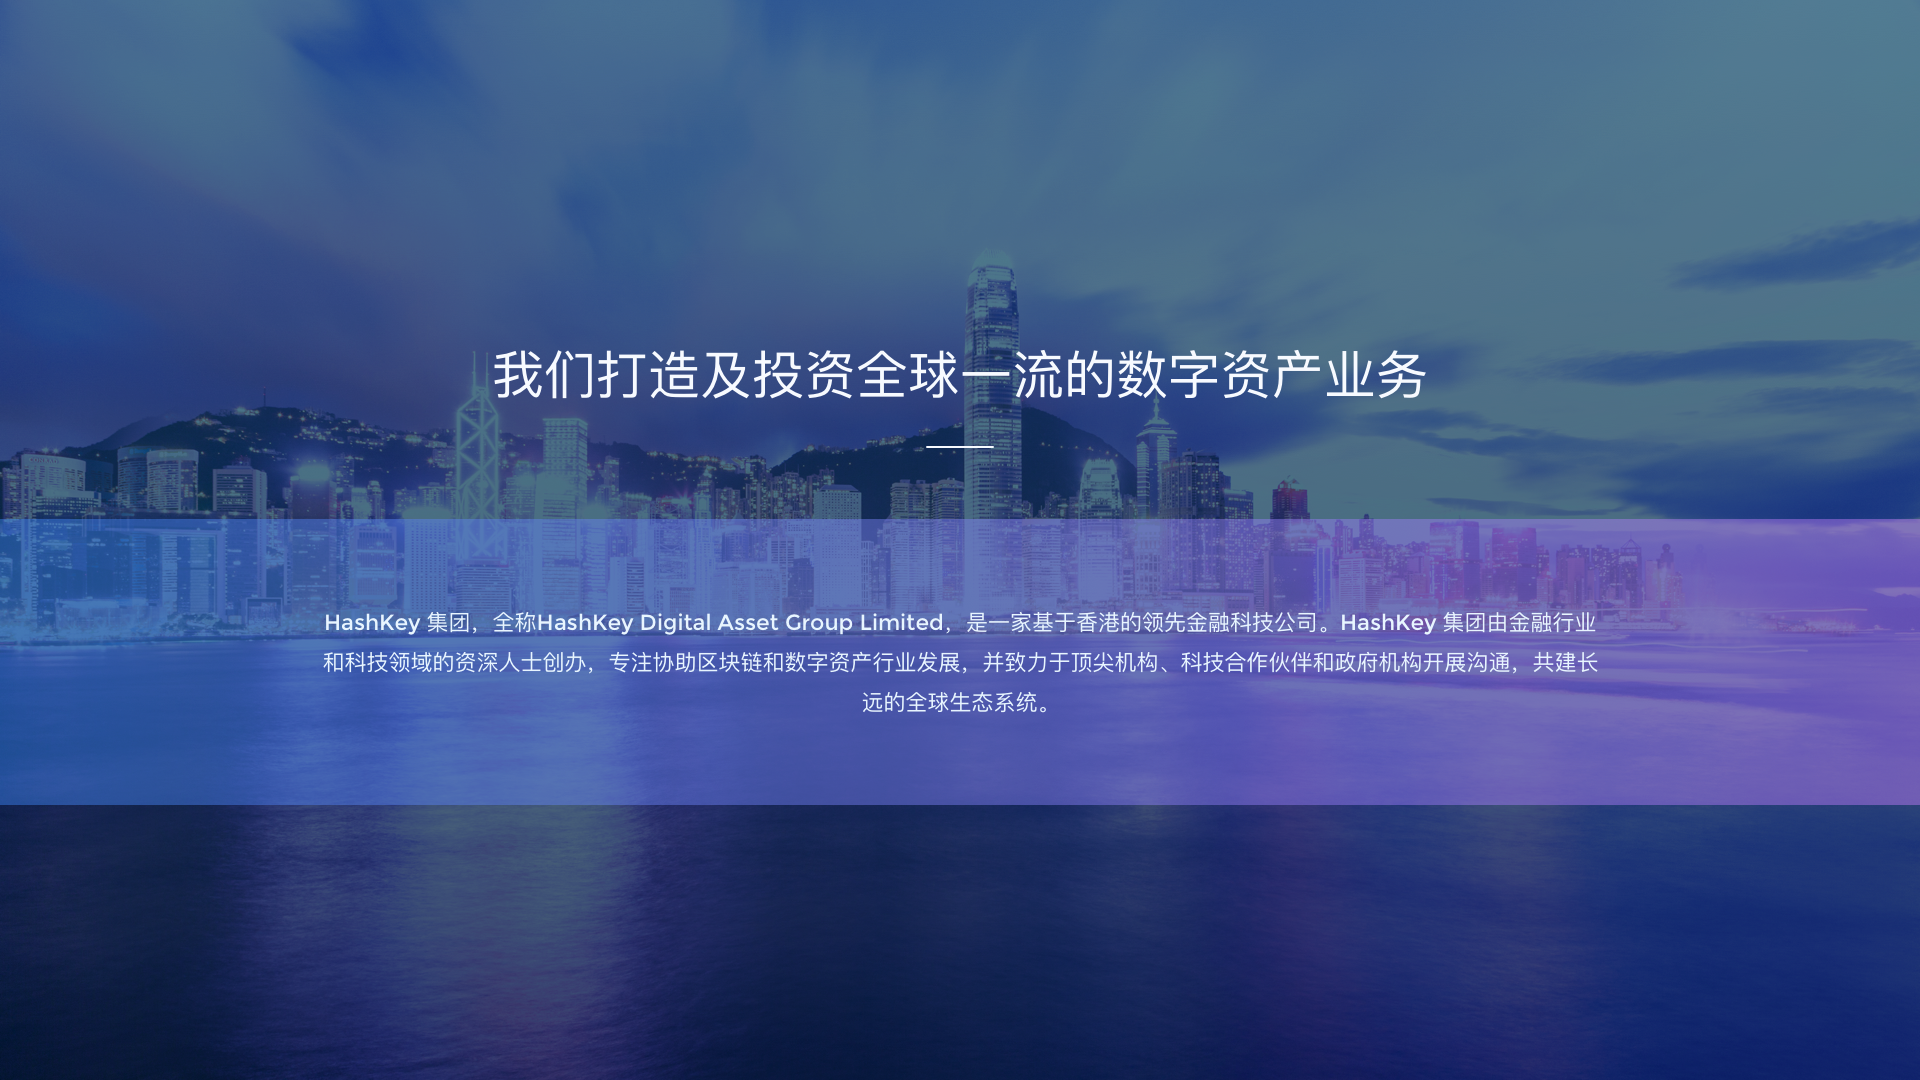 我们打造及投资全球一流的数字资产业务
HashKey 集团，全称HashKey Digital Asset Group Limited，是一家基于香港的领先金融科技公司。HashKey 集团由金融行业
和科技领域的资深人士创办，专注协助区块链和数字资产行业发展，并致力于顶尖机构、科技合作伙伴和政府机构开展沟通，共建长
远的全球生态系统。